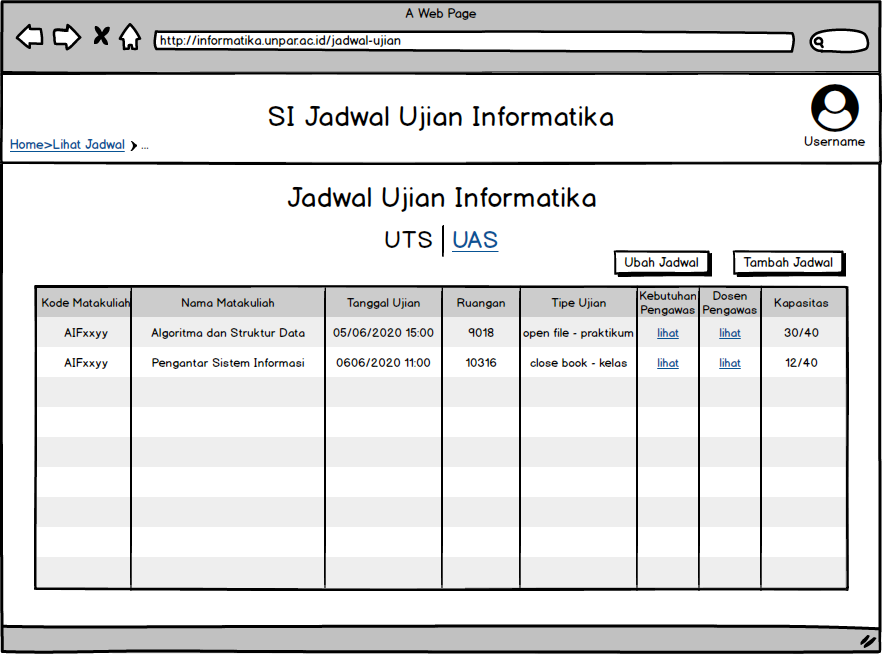 A Web Page
http://informatika.unpar.ac.id/jadwal-ujian
SI Jadwal Ujian Informatika
Username
Home>Lihat Jadwal > ...
Jadwal Ujian Informatika
UTS | UAS
Ubah Jadwal Tambah Jadwal
Kode Matakuliah Nama Matakuliah Tanggal Ujian Ruangan Tipe Ujian Kebutuhan Pengawas Dosen Pengawas Kapasitas
AIFxxyy Algoritma dan Struktur Data 05/06/2020 15:00 9018 open file - praktikum lihat lihat 30/40
AIFxxyy Pengantar Sistem Informasi 0606/2020 11:00 10316 close book - kelas lihat lihat 12/40